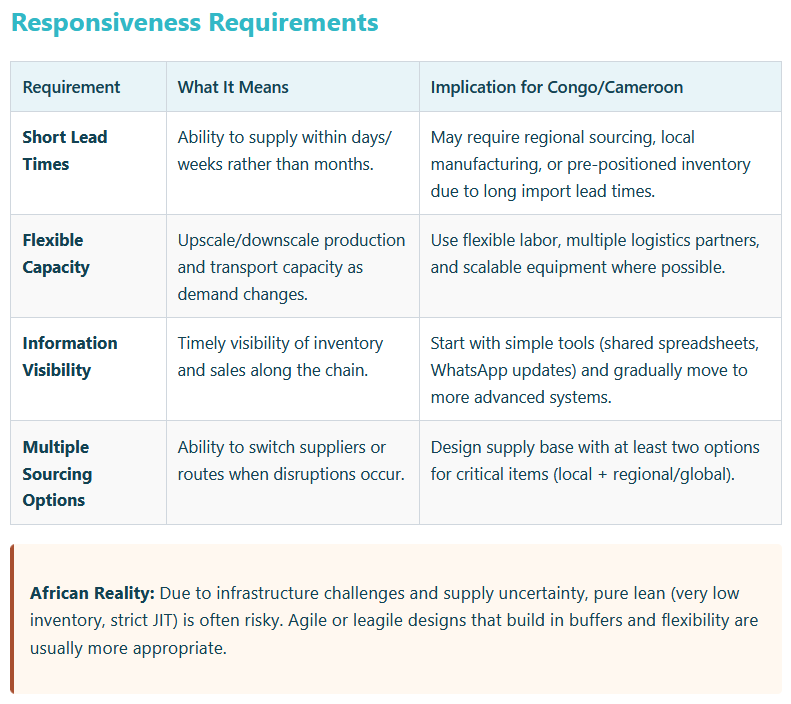 Responsiveness Requirements
Requirement
What It Means
Implication for Congo/Cameroon
Short Lead
Times
Ability to supply within days/
weeks rather than months.
May require regional sourcing, local
manufacturing, or pre-positioned inventory
due to long import lead times.
Flexible
Capacity
Upscale/downscale production
and transport capacity as
demand changes.
Use flexible labor, multiple logistics partners,
and scalable equipment where possible.
Information
Visibility
Timely visibility of inventory
and sales along the chain.
Start with simple tools (shared spreadsheets,
WhatsApp updates) and gradually move to
more advanced systems.
Multiple
Sourcing
Options
Ability to switch suppliers or
routes when disruptions occur.
Design supply base with at least two options
for critical items (local + regional/global).
African Reality: Due to infrastructure challenges and supply uncertainty, pure lean (very low
inventory, strict JIT) is often risky. Agile or leagile designs that build in buffers and flexibility are
usually more appropriate.